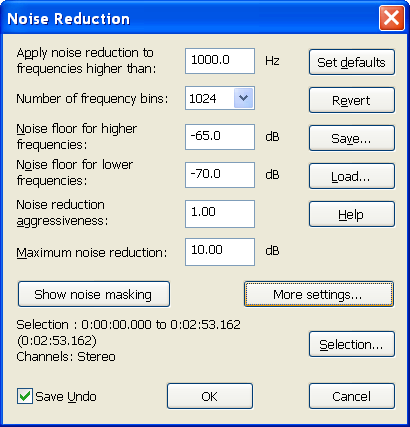 Noise Reduction
Apply noise reduction to
frequencies higher than:
1000.0
Hz
Set defaults
Number of frequency bins:
1024
Revert
Noise floor for higher
frequencies:
-65.0
dB
Save...
Noise floor for lower
frequencies:
-70.0
dB
Load...
Noise reduction
aggressiveness:
1.00
Help
Maximum noise reduction:
10.00
dB
Show noise masking
More settings...
Selection : 0:00:00.000 to 0:02:53.162
(0:02:53.162)
Channels: Stereo
Selection...
Save Undo
OK
Cancel